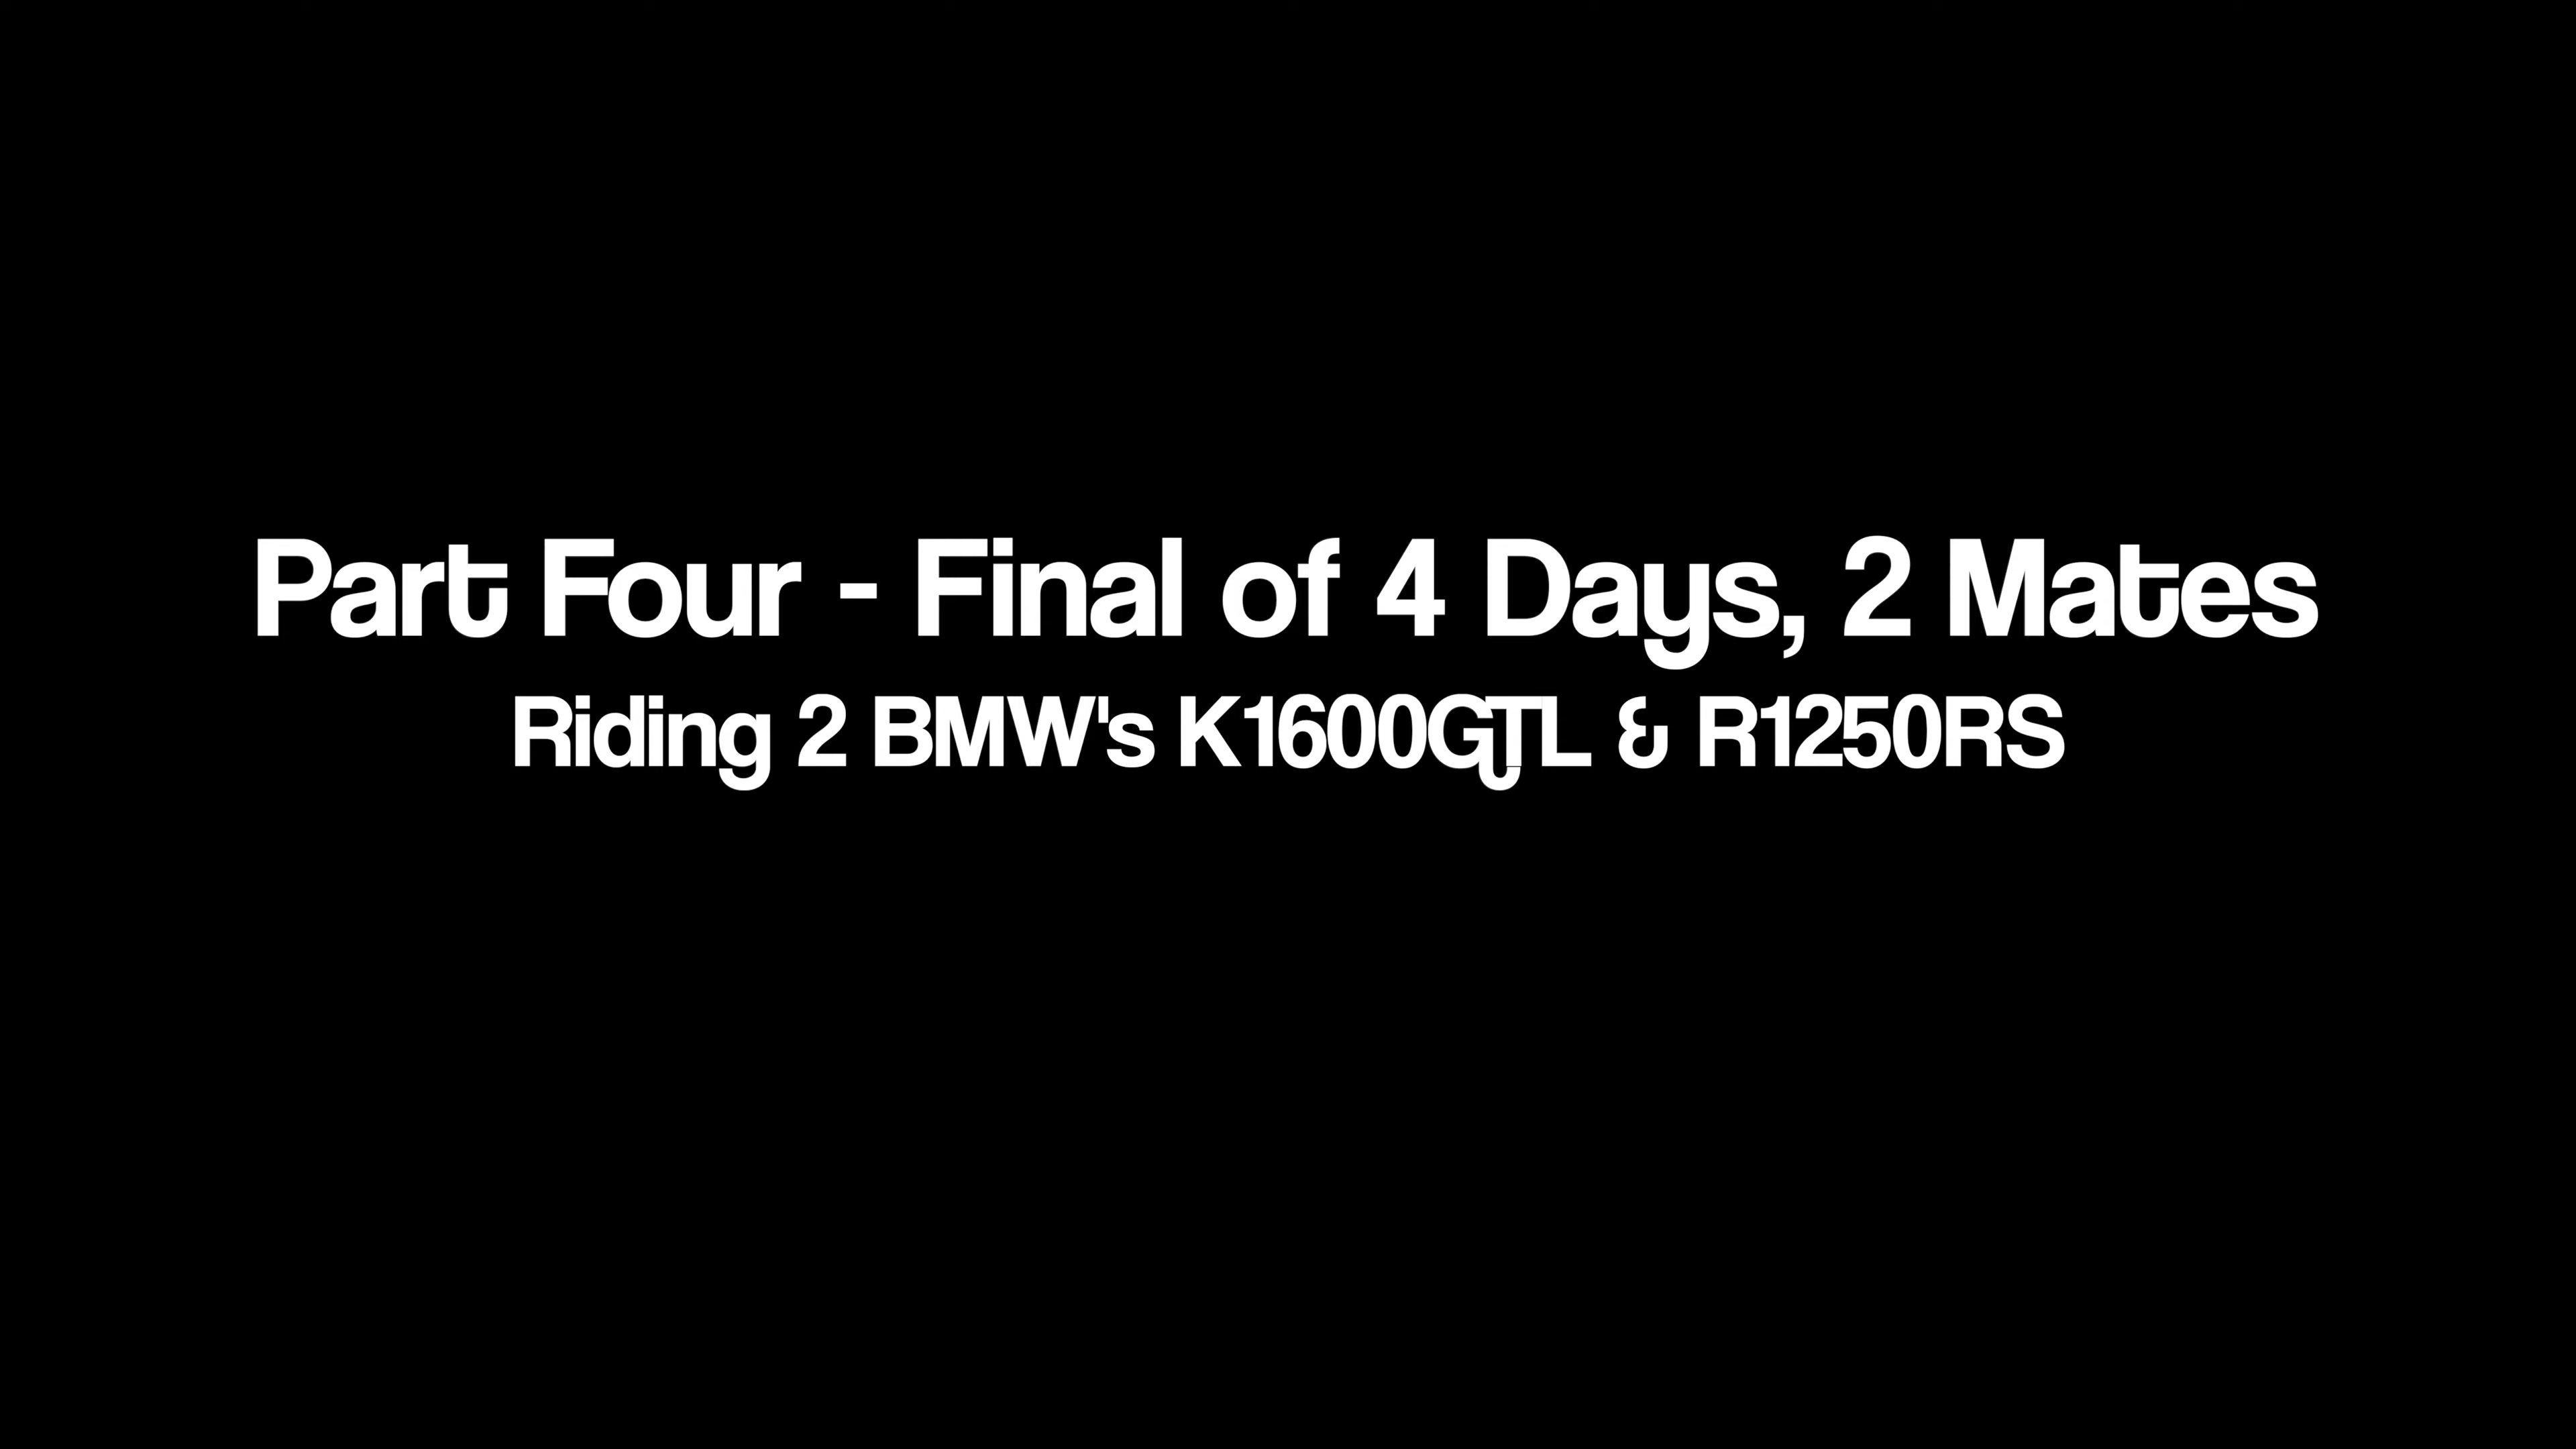 Part Four - Final of 4 Days, 2 Mates
Riding 2 BMW's K1600GTL & R1250RS